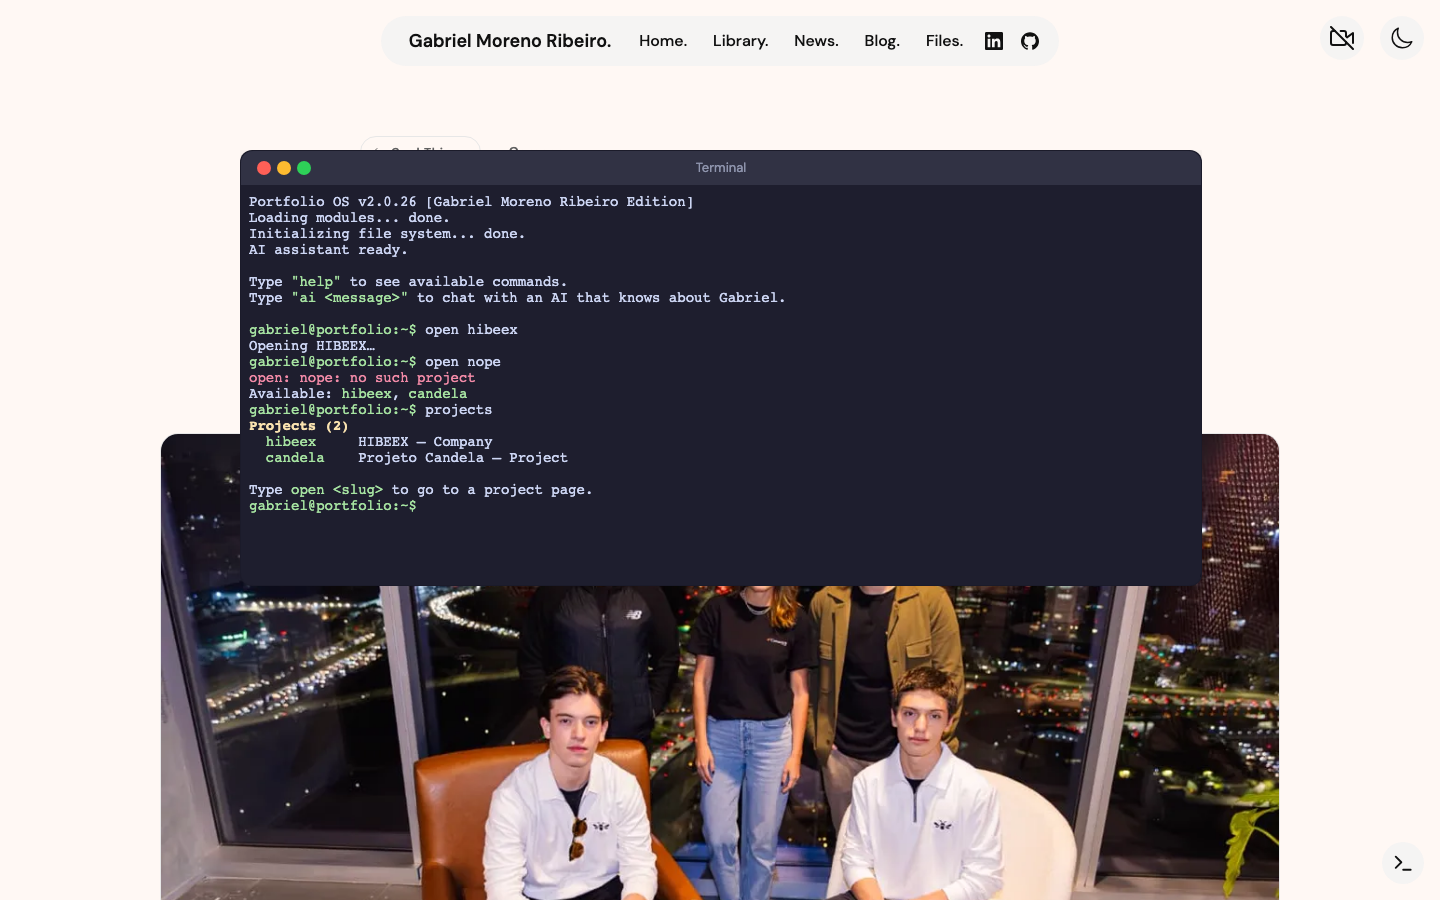 Gabriel Moreno Ribeiro.
Home.
Library.
News.
Blog.
Files.
Terminal
Portfolio OS v2.0.26 [Gabriel Moreno Ribeiro Edition]
Loading modules... done.
Initializing file system... done.
AI assistant ready.
Type "help" to see available commands.
Type "ai <message>" to chat with an AI that knows about Gabriel.
gabriel@portfolio:~$ open hibeex
Opening HIBEEX…
gabriel@portfolio:~$ open nope
open: nope: no such project
Available: hibeex, candela
gabriel@portfolio:~$ projects
Projects (2)
hibeex HIBEEX — Company
candela Projeto Candela — Project
Type open <slug> to go to a project page.
gabriel@portfolio:~$